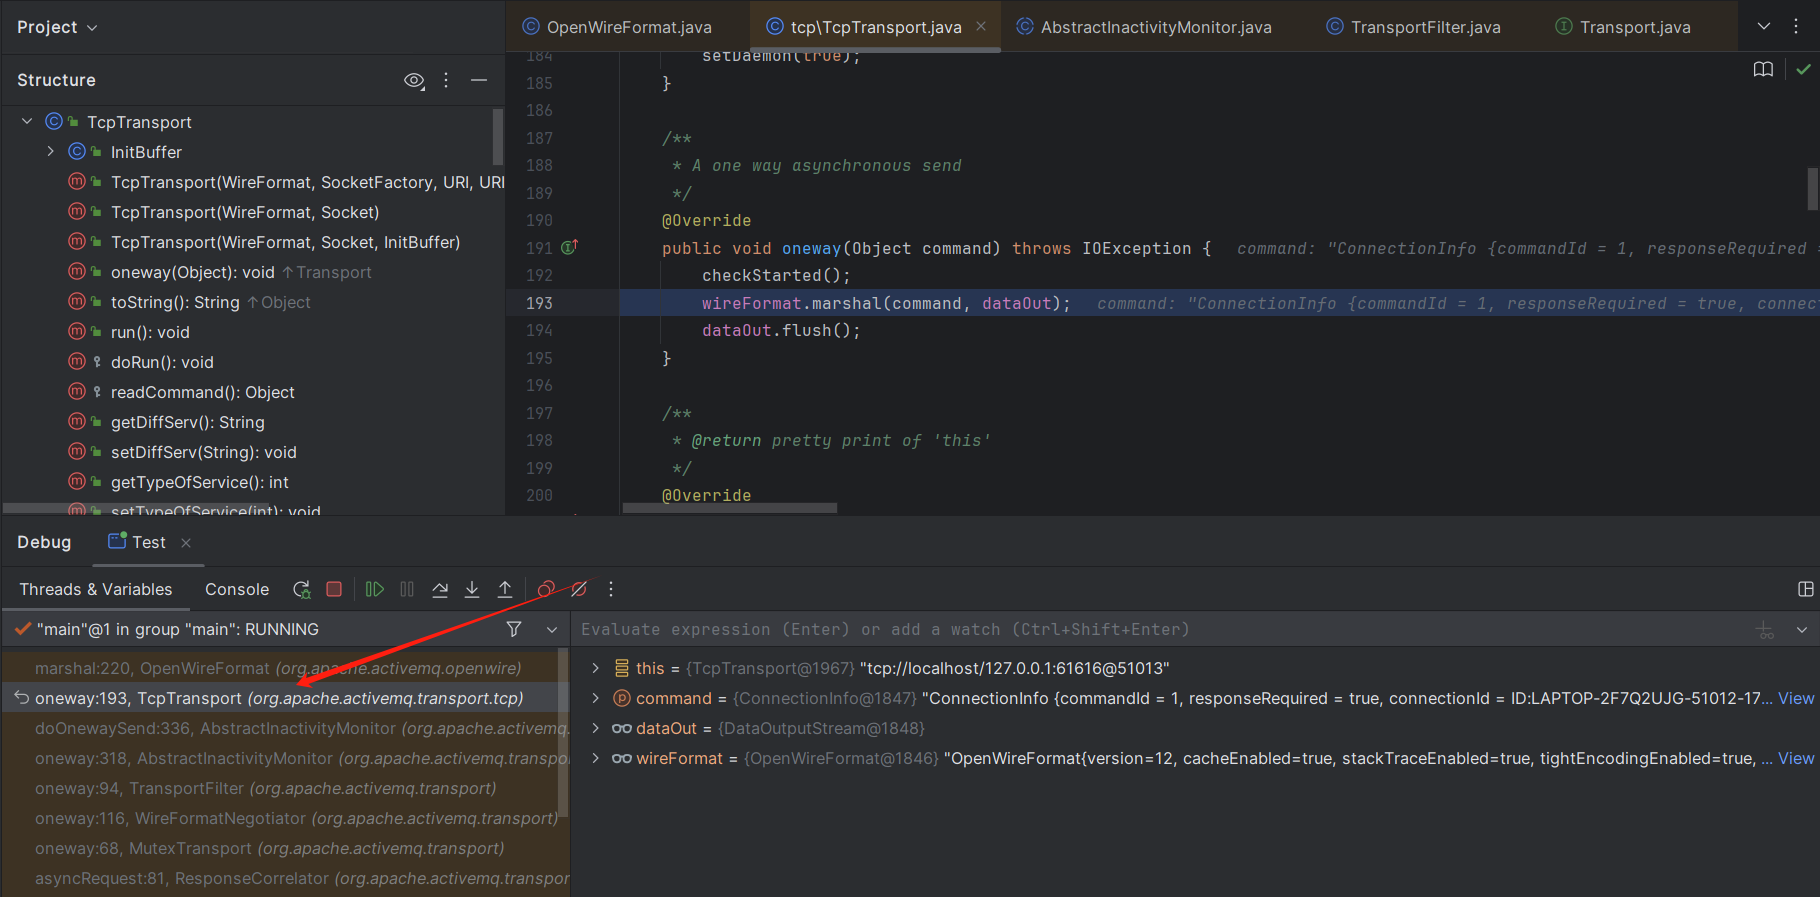 Project
OpenWireFormat.java
tcp\TcpTransport.java
AbstractInactivityMonitor.java
TransportFilter.java
Transport.java
Structure
TcpTransport
InitBuffer
TcpTransport(WireFormat, SocketFactory, URI, URI
TcpTransport(WireFormat, Socket)
TcpTransport(WireFormat, Socket, InitBuffer)
oneway(Object): void ↑Transport
toString(): String ↑Object
run(): void
doRun(): void
readCommand(): Object
getDiffServ(): String
setDiffServ(String): void
getTypeOfService(): int
setTypeOfService(int): void
184 setDaemon(true);
185 }
186
187 /**
188 * A one way asynchronous send
189 */
190 @Override
191 public void oneway(Object command) throws IOException { command: "ConnectionInfo {commandId = 1, responseRequired =
192 checkStarted();
193 wireFormat.marshal(command, dataOut); command: "ConnectionInfo {commandId = 1, responseRequired = true, connect
194 dataOut.flush();
195 }
196
197 /**
198 * @return pretty print of 'this'
199 */
200 @Override
Debug
Test
Threads & Variables
Console
"main"@1 in group "main": RUNNING
Evaluate expression (Enter) or add a watch (Ctrl+Shift+Enter)
marshal:220, OpenWireFormat (org.apache.activemq.openwire)
oneway:193, TcpTransport (org.apache.activemq.transport.tcp)
doOnewaySend:336, AbstractInactivityMonitor (org.apache.activemq.
oneway:318, AbstractInactivityMonitor (org.apache.activemq.transpo
oneway:94, TransportFilter (org.apache.activemq.transport)
oneway:116, WireFormatNegotiator (org.apache.activemq.transport)
oneway:68, MutexTransport (org.apache.activemq.transport)
asyncRequest:81, ResponseCorrelator (org.apache.activemq.transpor
this = {TcpTransport@1967} "tcp://localhost/127.0.0.1:61616@51013"
command = {ConnectionInfo@1847} "ConnectionInfo {commandId = 1, responseRequired = true, connectionId = ID:LAPTOP-2F7Q2UJG-51012-17... View
dataOut = {DataOutputStream@1848}
wireFormat = {OpenWireFormat@1846} "OpenWireFormat{version=12, cacheEnabled=true, stackTraceEnabled=true, tightEncodingEnabled=true, ... View